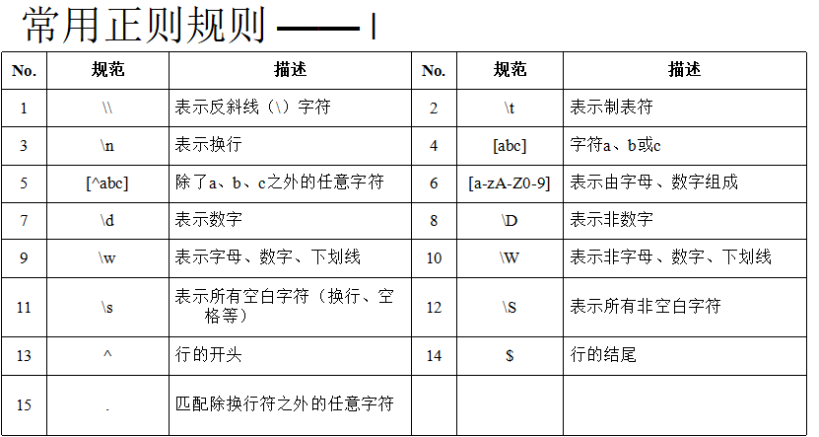 常用正则规则 —— I
No. 规范 描述 No. 规范 描述
1 \\ 表示反斜线（\）字符 2 \t 表示制表符
3 \n 表示换行 4 [abc] 字符a、b或c
5 [^abc] 除了a、b、c之外的任意字符 6 [a-zA-Z0-9] 表示由字母、数字组成
7 \d 表示数字 8 \D 表示非数字
9 \w 表示字母、数字、下划线 10 \W 表示非字母、数字、下划线
11 \s 表示所有空白字符（换行、空
格等） 12 \S 表示所有非空白字符
13 ^ 行的开头 14 $ 行的结尾
15 . 匹配除换行符之外的任意字符